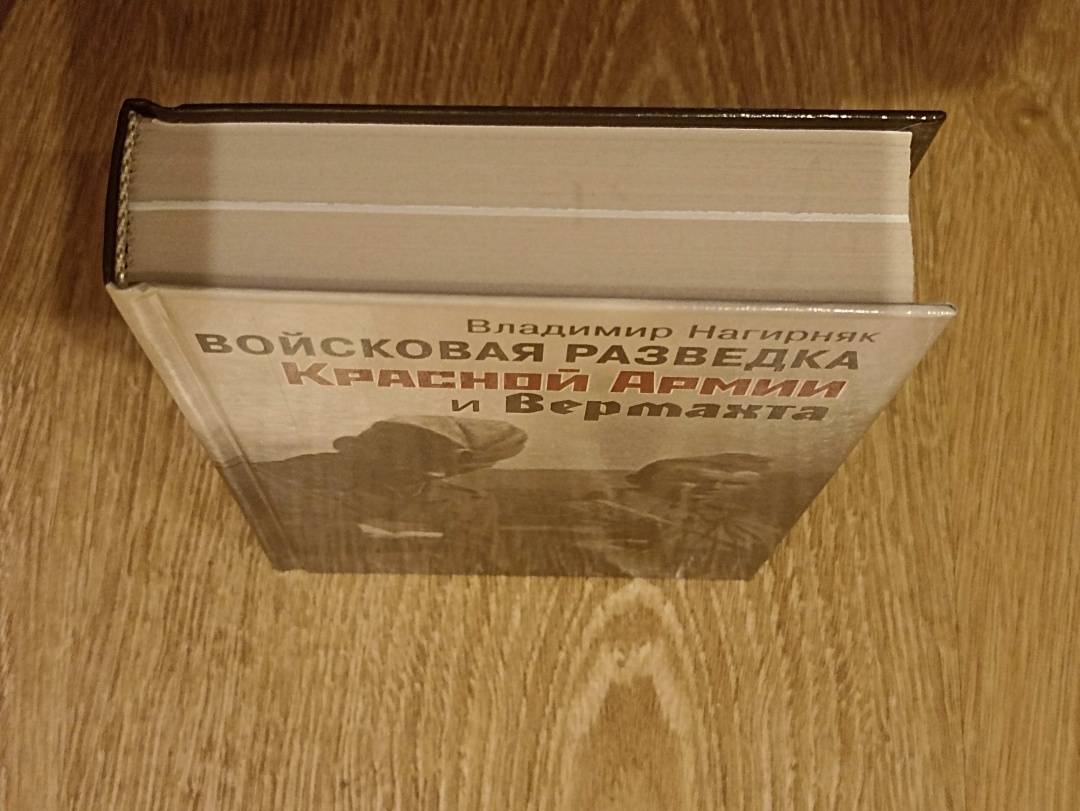 Владимир Нагирняк
ВОЙСКОВАЯ РАЗВЕДКА
КРАСНОЙ АРМИИ
и Вермахта